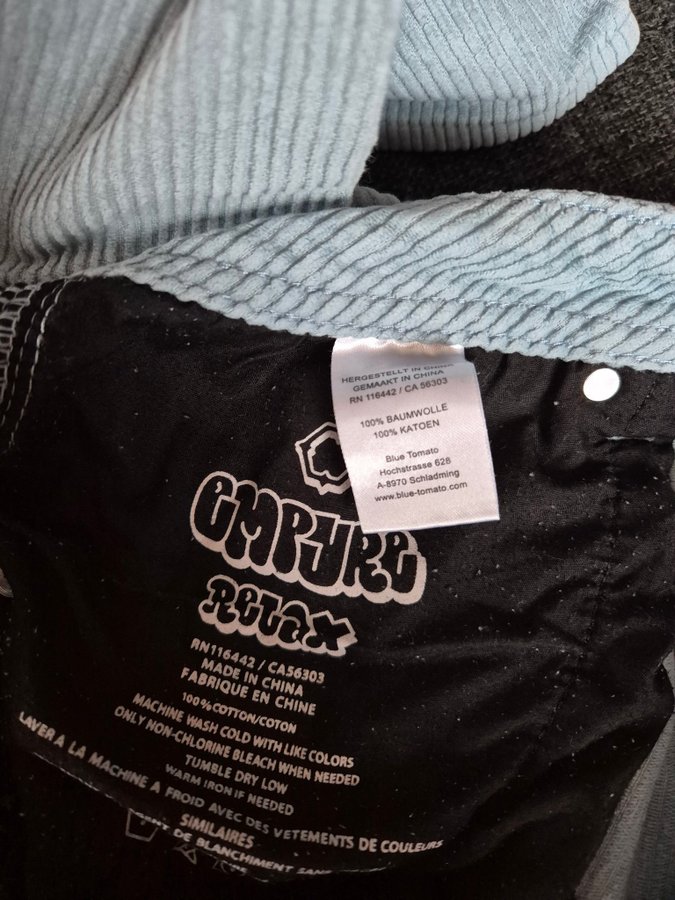 HERGESTELLT IN CHINA
GEMAAKT IN CHINA
RN 116442 / CA 56303
100% BAUMWOLLE
100% KATOEN
Blue Tomato
Hochstrasse 628
A-8970 Schladming
www.blue-tomato.com
EMPYRE
RELAX
RN116442 / CA56303
MADE IN CHINA
FABRIQUE EN CHINE
100%COTTON/COTON
MACHINE WASH COLD WITH LIKE COLORS
ONLY NON-CHLORINE BLEACH WHEN NEEDED
TUMBLE DRY LOW
WARM IRON IF NEEDED
LAVER A LA MACHINE A FROID AVEC DES VETEMENTS DE COULEURS
SIMILAIRES
DE BLANCHIMENT SANS